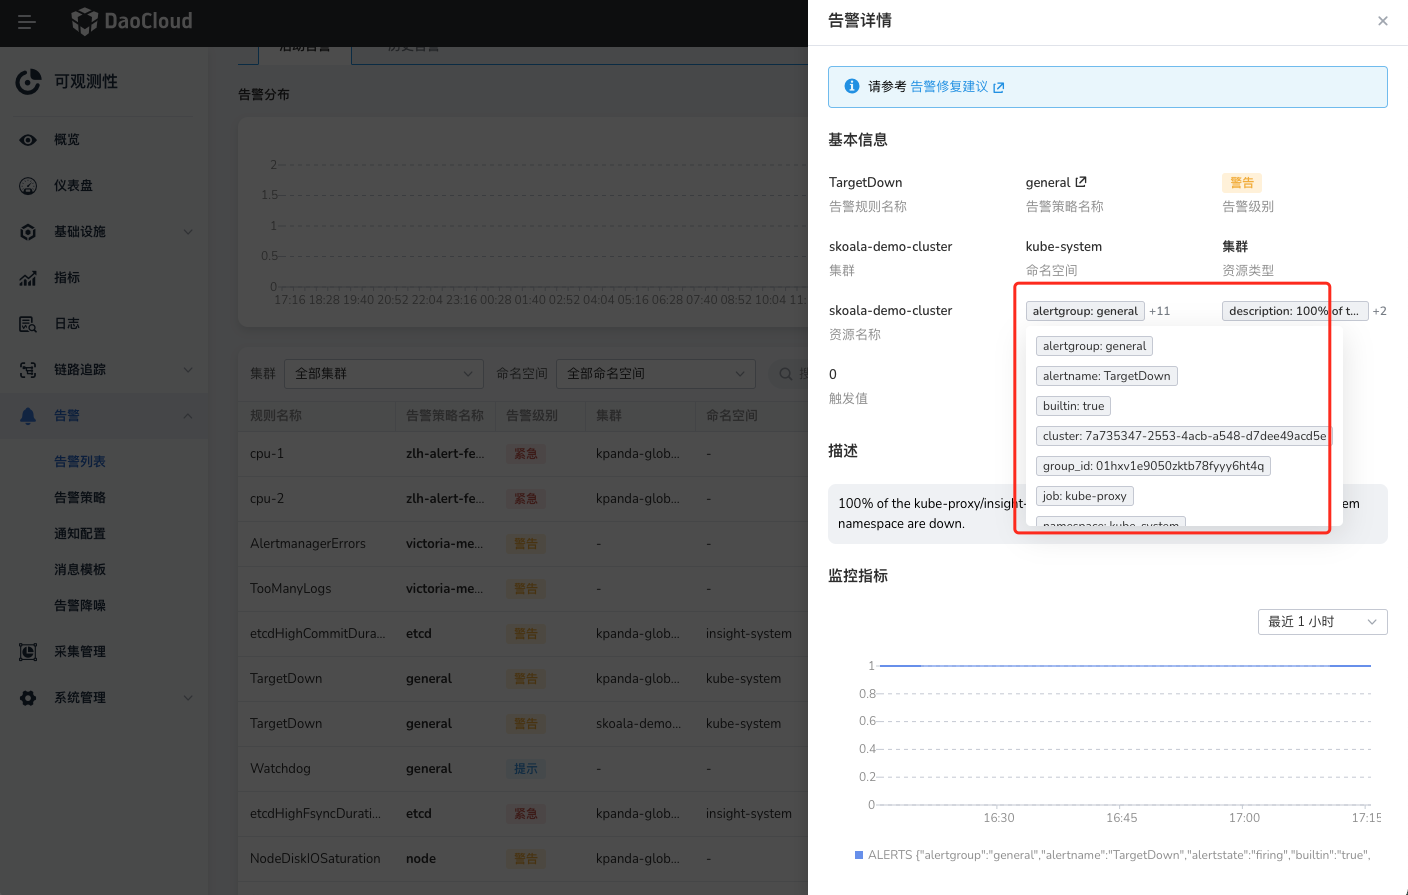 DaoCloud
可观测性
概览
仪表盘
基础设施
指标
日志
链路追踪
告警
告警列表
告警策略
通知配置
消息模板
告警降噪
采集管理
系统管理
活动告警
历史告警
告警分布
2
1.5
1
0.5
0
17:16 18:28 19:40 20:52 22:04 23:16 00:28 01:40 02:52 04:04 05:16 06:28 07:40 08:52 10:04 11:
集群 全部集群 命名空间 全部命名空间
规则名称 告警策略名称 告警级别 集群 命名空间
cpu-1 zlh-alert-fe... 紧急 kpanda-glob... -
cpu-2 zlh-alert-fe... 紧急 kpanda-glob... -
AlertmanagerErrors victoria-me... 警告 - -
TooManyLogs victoria-me... 警告 - -
etcdHighCommitDura... etcd 警告 kpanda-glob... insight-system
TargetDown general 警告 kpanda-glob... kube-system
TargetDown general 警告 skoala-demo... kube-system
Watchdog general 提示 - -
etcdHighFsyncDurati... etcd 紧急 kpanda-glob... insight-system
NodeDiskIOSaturation node 警告 kpanda-glob... -
告警详情
请参考 告警修复建议
基本信息
TargetDown general 警告
告警规则名称 告警策略名称 告警级别
skoala-demo-cluster kube-system 集群
集群 命名空间 资源类型
skoala-demo-cluster alertgroup: general +11 description: 100% of t... +2
资源名称
alertgroup: general
alertname: TargetDown
builtin: true
cluster: 7a735347-2553-4acb-a548-d7dee49acd5e
group_id: 01hxv1e9050zktb78fyyy6ht4q
job: kube-proxy
namespace: kube-system
0
触发值
描述
100% of the kube-proxy/insight- em
namespace are down.
监控指标
最近 1 小时
1
0.8
0.6
0.4
0.2
0
16:30 16:45 17:00 17:15
ALERTS {"alertgroup":"general","alertname":"TargetDown","alertstate":"firing","builtin":"true",